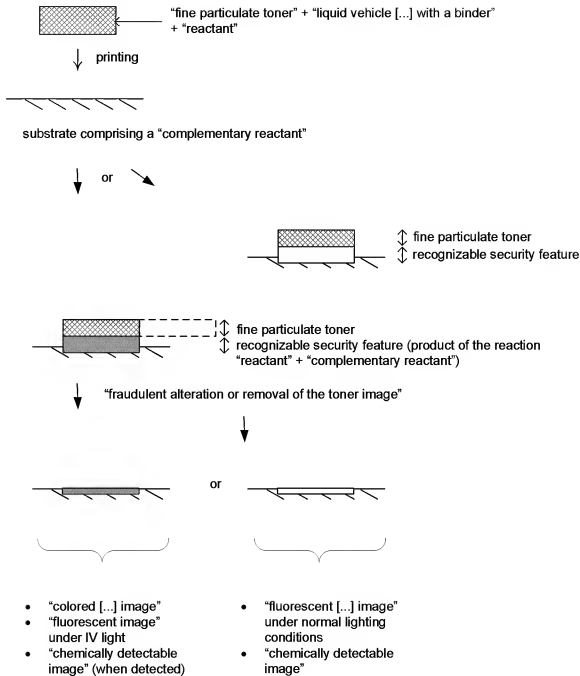 “fine particulate toner” + “liquid vehicle [...] with a binder”
+ “reactant”
printing
substrate comprising a “complementary reactant”
or
fine particulate toner
recognizable security feature
fine particulate toner
recognizable security feature (product of the reaction
“reactant” + “complementary reactant”)
“fraudulent alteration or removal of the toner image”
or
• “colored [...] image”
• “fluorescent image”
under IV light
• “chemically detectable
image” (when detected)
• “fluorescent [...] image”
under normal lighting
conditions
• “chemically detectable
image”